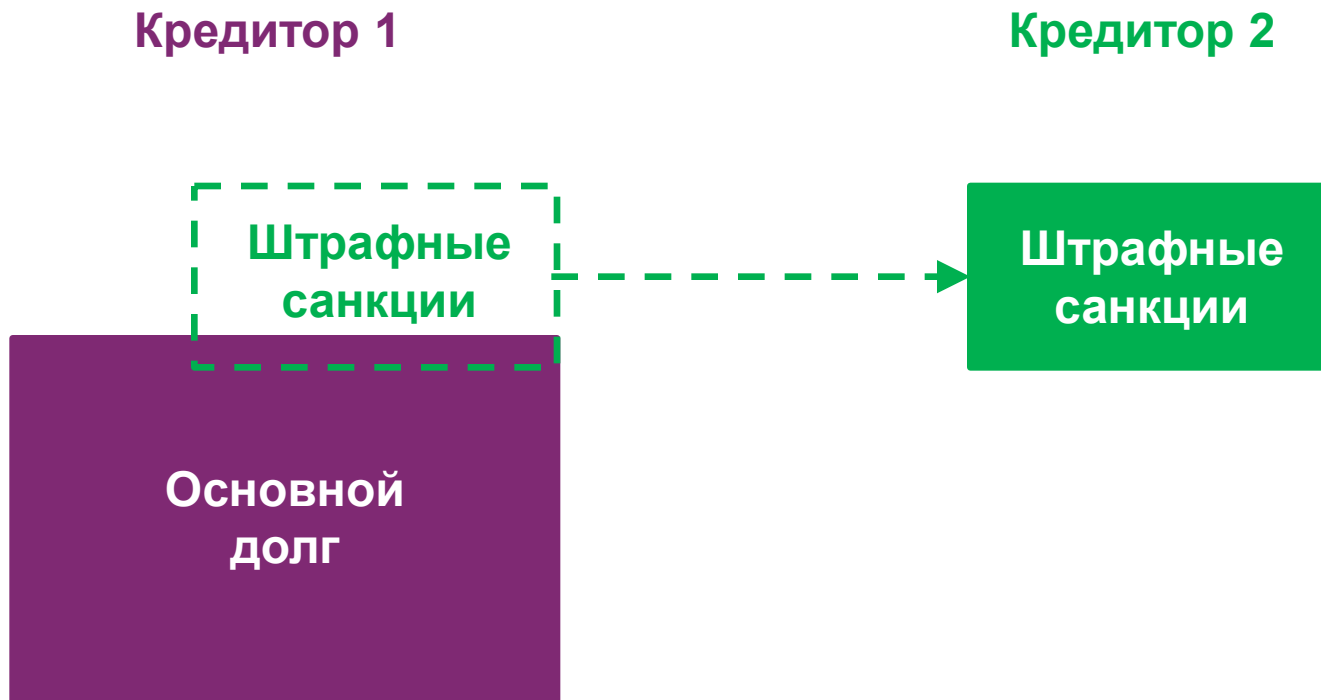 Кредитор 1
Кредитор 2
Штрафные
санкции
Штрафные
санкции
Основной
долг